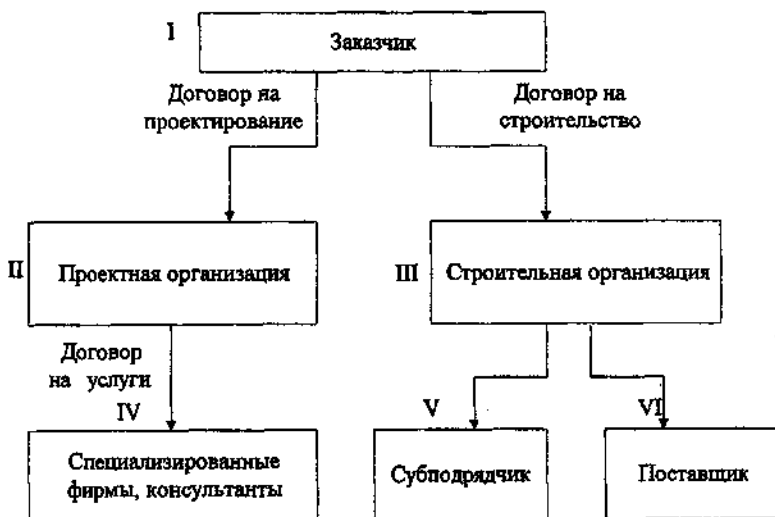 I
Заказчик
Договор на
проектирование
Договор на
строительство
II
Проектная организация
III
Строительная организация
Договор
на услуги
IV
V
VI
Специализированные
фирмы, консультанты
Субподрядчик
Поставщик